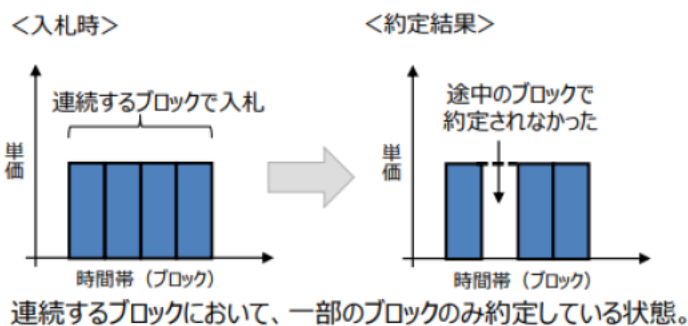 ＜入札時＞
＜約定結果＞
連続するブロックで入札
途中のブロックで
約定されなかった
単価
単価
時間帯（ブロック）
時間帯（ブロック）
連続するブロックにおいて、一部のブロックのみ約定している状態。